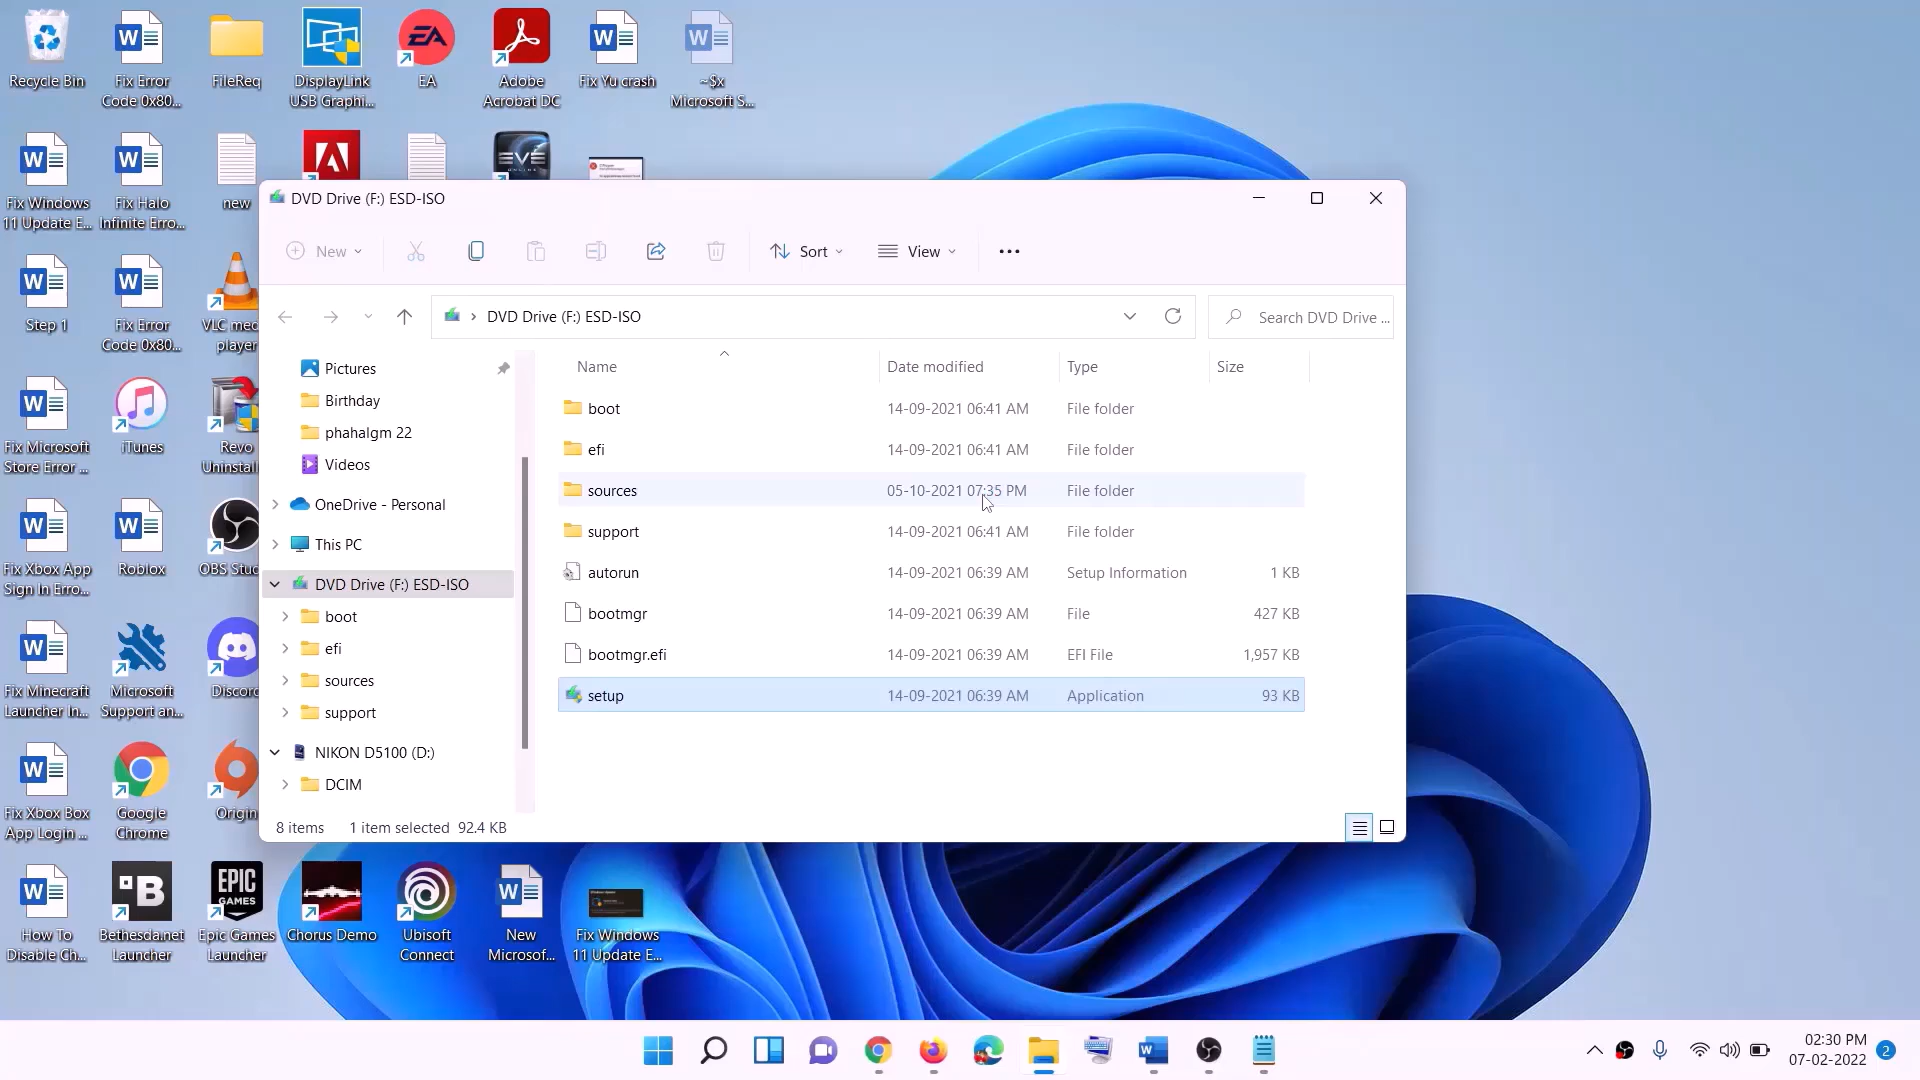 Recycle Bin
Fix Error
Code 0x80...
FileReq
DisplayLink
USB Graphi...
EA
Adobe
Acrobat DC
Fix Yu crash
~$x
Microsoft S...
Fix Windows
11 Update E...
Fix Halo
Infinite Erro...
new
EVE
ONLINE
Step 1
Fix Error
Code 0x80...
VLC med
player
Fix Microsoft
Store Error ...
iTunes
Revo
Uninstal
Fix Xbox App
Sign In Erro...
Roblox
OBS Stud
Fix Minecraft
Launcher In...
Microsoft
Support an...
Discord
Fix Xbox Box
App Login ...
Google
Chrome
Origin
How To
Disable Ch...
Bethesda.net
Launcher
EPIC
GAMES
Epic Games
Launcher
Chorus Demo
Ubisoft
Connect
New
Microsof...
Fix Windows
11 Update E...
DVD Drive (F:) ESD-ISO
New
Sort
View
DVD Drive (F:) ESD-ISO
Search DVD Drive ...
Pictures
Birthday
phahalgm 22
Videos
OneDrive - Personal
This PC
DVD Drive (F:) ESD-ISO
boot
efi
sources
support
NIKON D5100 (D:)
DCIM
Name Date modified Type Size
boot 14-09-2021 06:41 AM File folder
efi 14-09-2021 06:41 AM File folder
sources 05-10-2021 07:35 PM File folder
support 14-09-2021 06:41 AM File folder
autorun 14-09-2021 06:39 AM Setup Information 1 KB
bootmgr 14-09-2021 06:39 AM File 427 KB
bootmgr.efi 14-09-2021 06:39 AM EFI File 1,957 KB
setup 14-09-2021 06:39 AM Application 93 KB
8 items 1 item selected 92.4 KB
02:30 PM
07-02-2022
2